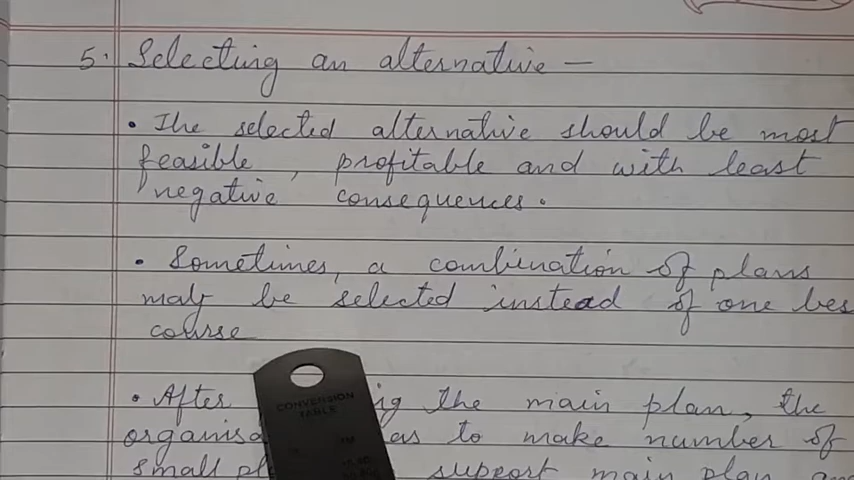 5. Selecting an alternative —
• The selected alternative should be most
feasible, profitable and with least
negative consequences.
• Sometimes, a combination of plans
may be selected instead of one
course
• After the main plan, the
to make number of
small support main plan
CONVERSION
TABLE